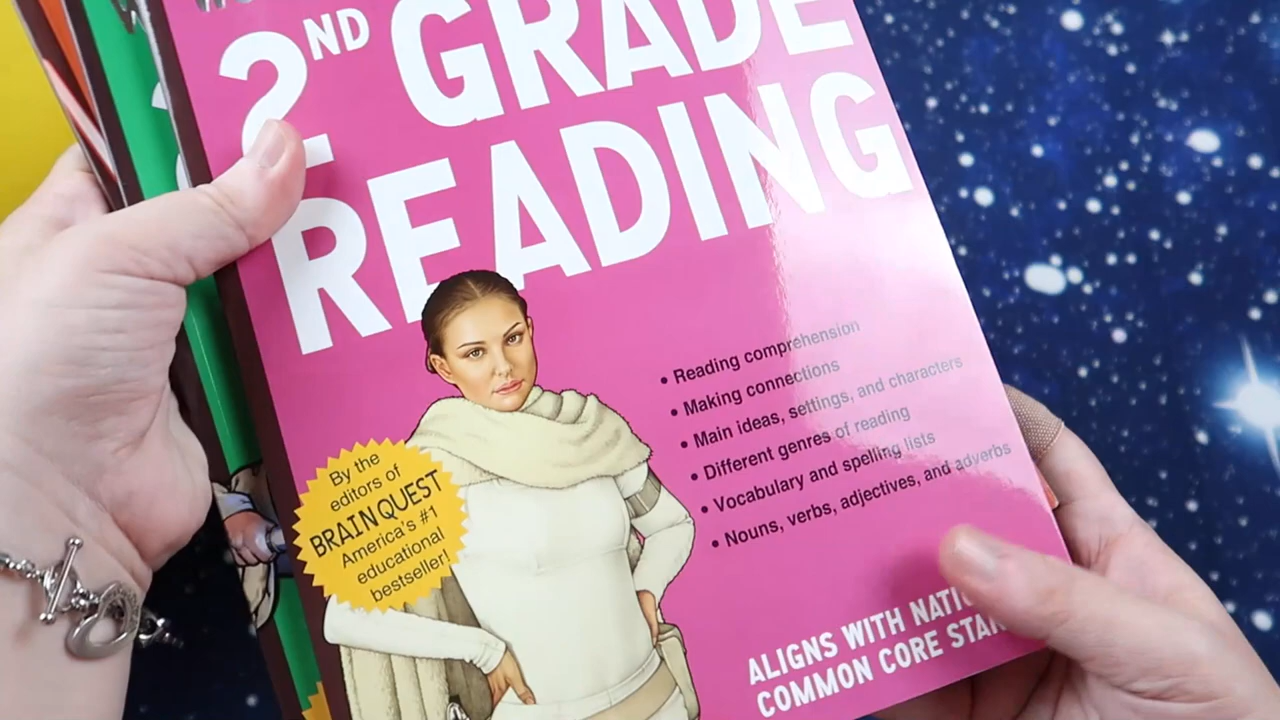 2ND GRADE
READING
• Reading comprehension
• Making connections
• Main ideas, settings, and characters
• Different genres of reading
• Vocabulary and spelling lists
• Nouns, verbs, adjectives, and adverbs
By the
editors of
BRAIN QUEST
America's #1
educational
bestseller!
ALIGNS WITH
COMMON CORE